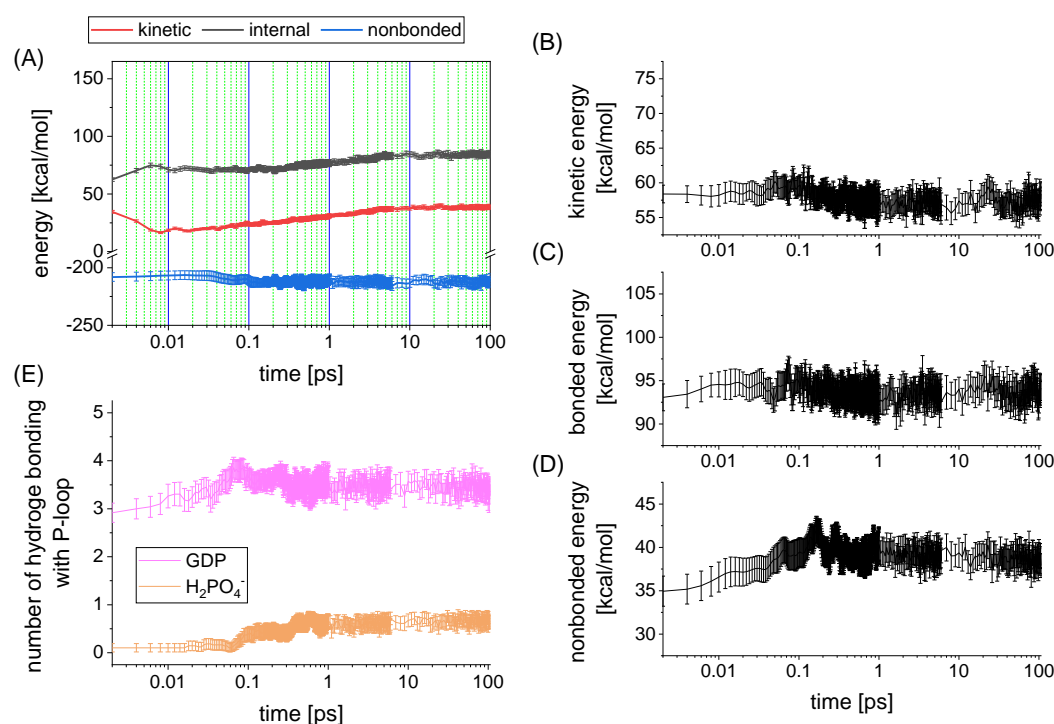 kinetic internal nonbonded
(A)
150
100
75
50
25
0
-200
-250
energy [kcal/mol]
0.01 0.1 1 10 100
time [ps]
(B)
75
70
65
60
55
kinetic energy
[kcal/mol]
0.01 0.1 1 10 100
(C)
105
100
95
90
bonded energy
[kcal/mol]
0.01 0.1 1 10 100
(D)
45
40
35
30
nonbonded energy
[kcal/mol]
0.01 0.1 1 10 100
time [ps]
(E)
5
4
3
2
1
0
number of hydroge bonding
with P-loop
GDP
H₂PO₄⁻
0.01 0.1 1 10 100
time [ps]